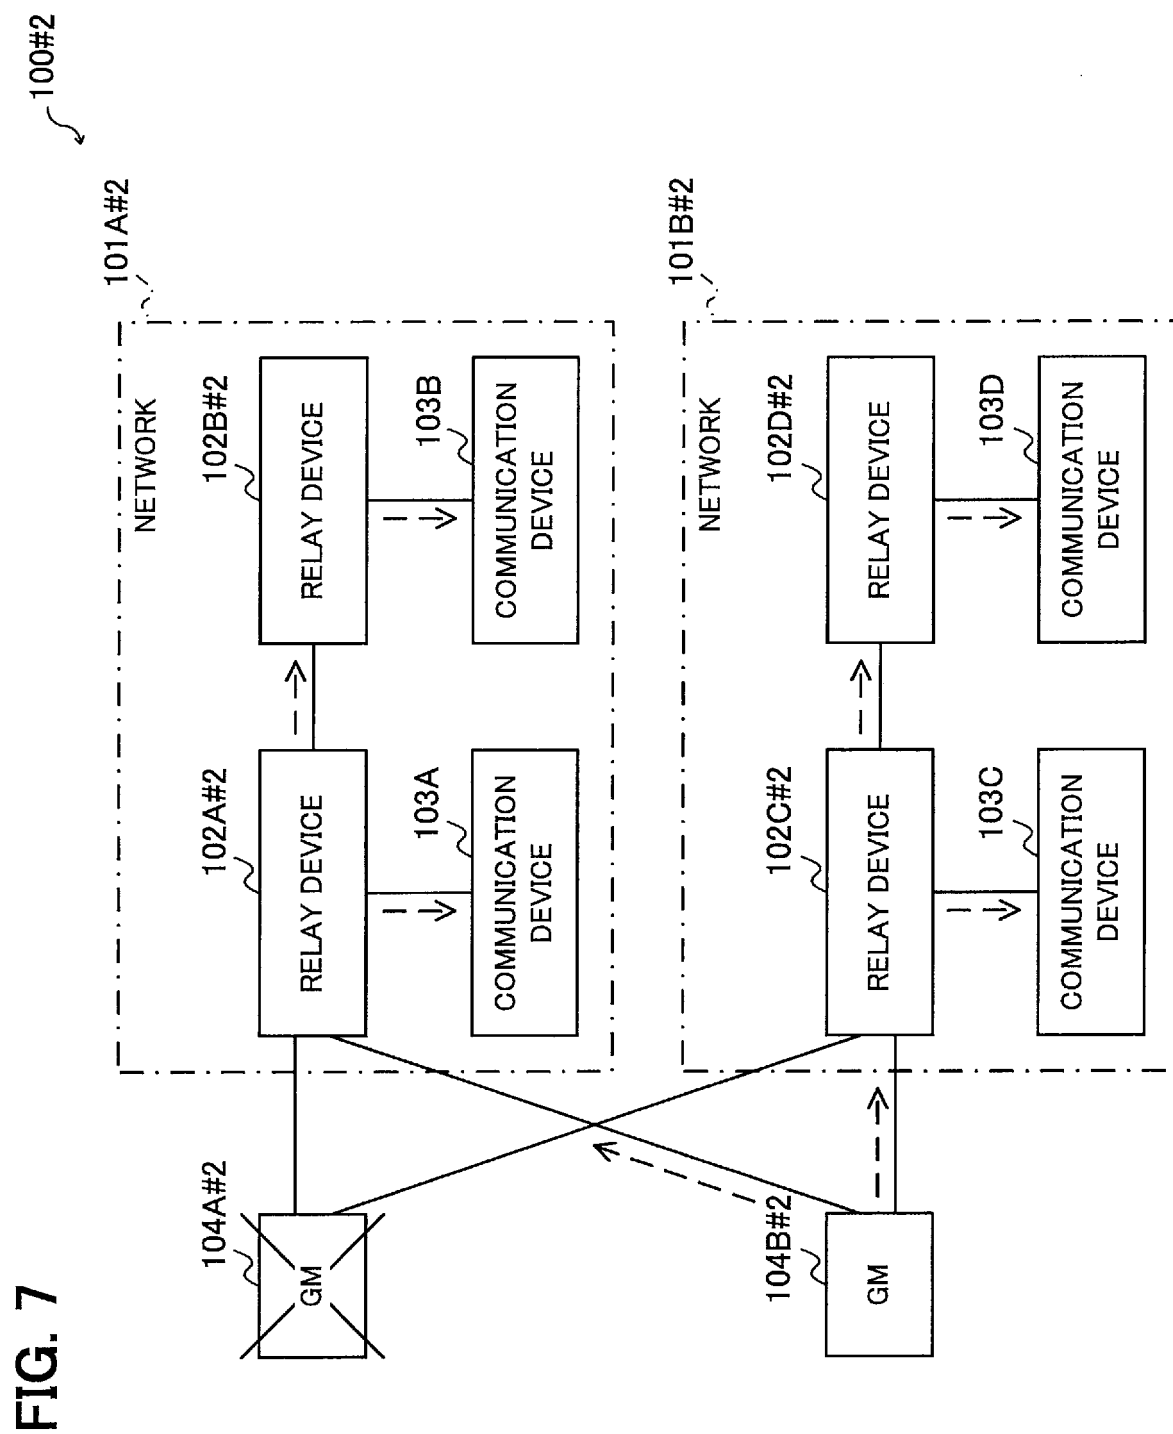 FIG. 7
100#2
101A#2
NETWORK
104A#2
GM
102A#2
RELAY DEVICE
102B#2
RELAY DEVICE
103A
COMMUNICATION
DEVICE
103B
COMMUNICATION
DEVICE
101B#2
NETWORK
104B#2
GM
102C#2
RELAY DEVICE
102D#2
RELAY DEVICE
103C
COMMUNICATION
DEVICE
103D
COMMUNICATION
DEVICE